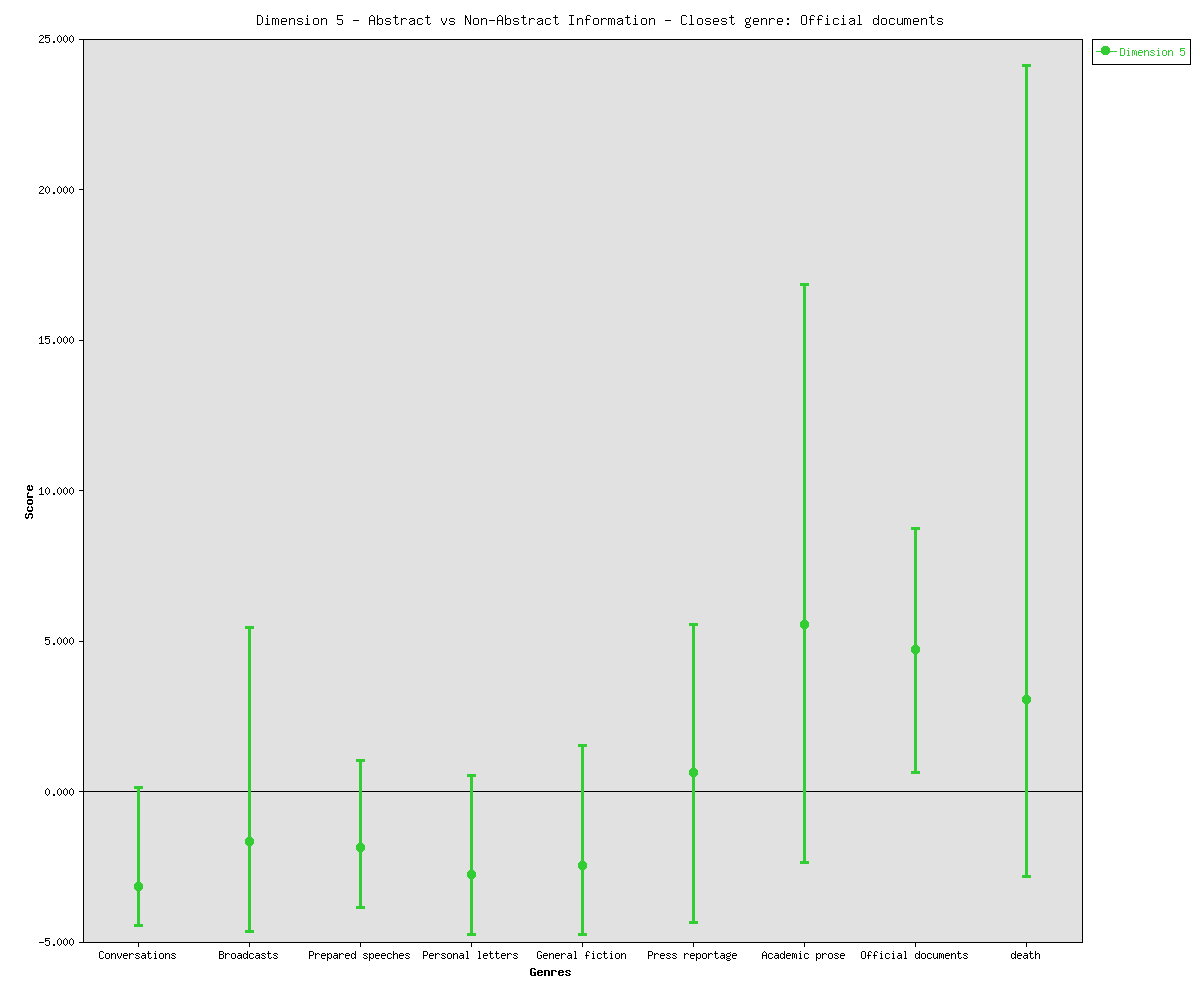 Dimension 5 - Abstract vs Non-Abstract Information - Closest genre: Official documents
Dimension 5
25.000
20.000
15.000
10.000
5.000
0.000
-5.000
Score
Conversations Broadcasts Prepared speeches Personal letters General fiction Press reportage Academic prose Official documents death
Genres